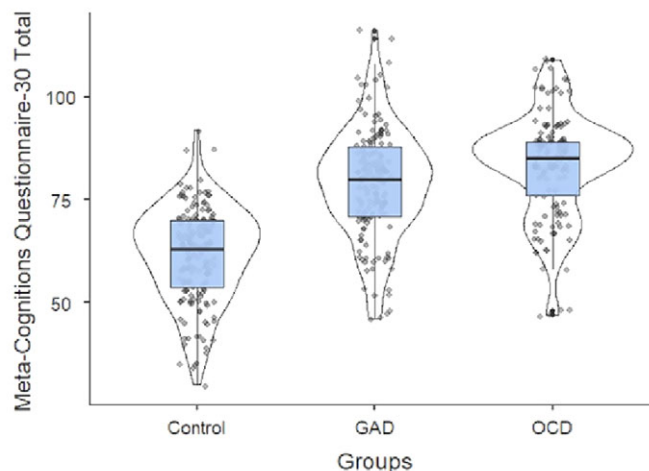 Meta-Cognitions Questionnaire-30 Total
100
75
50
Control GAD OCD
Groups